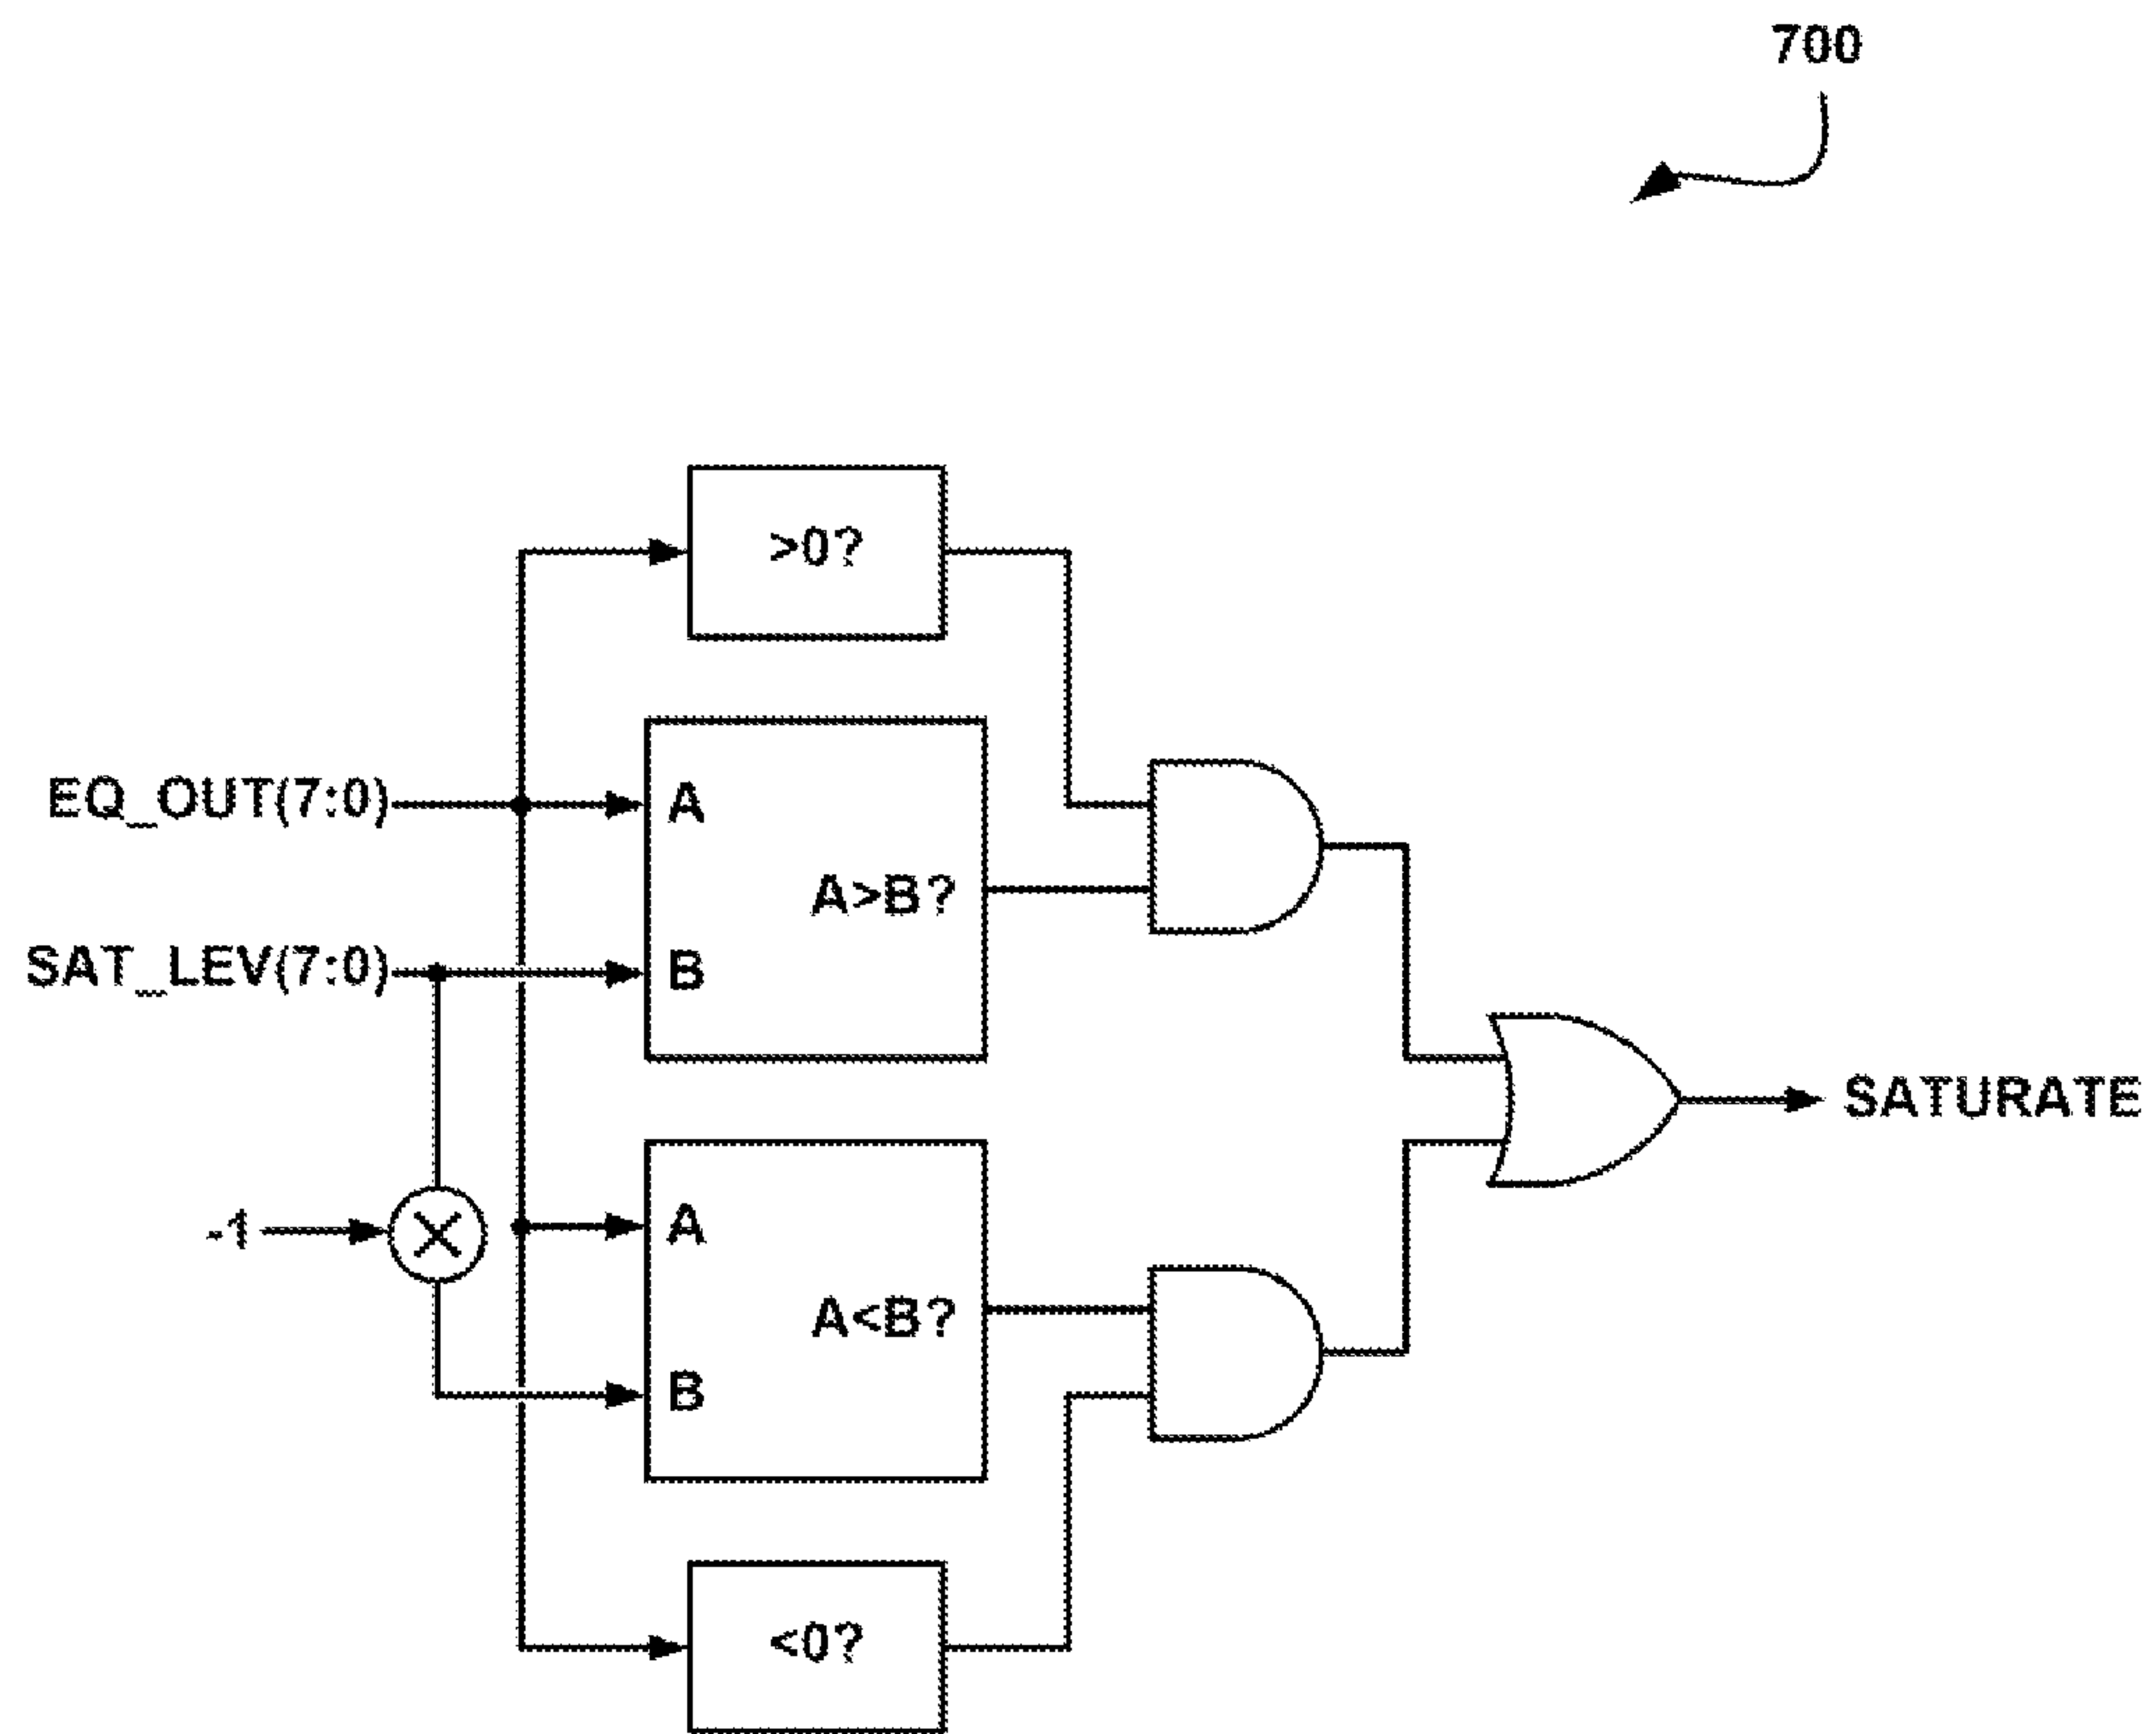 700
>0?
EQ_OUT(7:0)
A
A>B?
SAT_LEV(7:0)
B
SATURATE
-1
A
A<B?
B
<0?